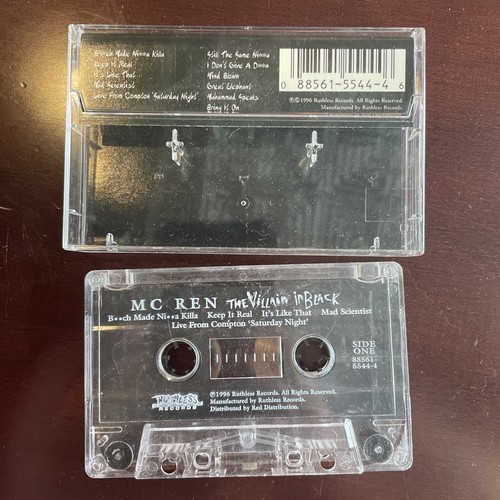 B••ch Made Ni••a Killa
Keep It Real
It's Like That
Mad Scientist
Live From Compton 'Saturday Night'
Still The Same Ni••a
I Don't Give A Damn
Mind Blown
Great Elephant
Muhammad Speaks
Bring It On
0 88561-5544-4 6
℗© 1996 Ruthless Records. All Rights Reserved.
Manufactured by Ruthless Records.
MC REN THE VILLAIN IN BLACK
B••ch Made Ni••a Killa Keep It Real It's Like That Mad Scientist
Live From Compton 'Saturday Night'
SIDE
ONE
88561-
5544-4
RUTHLESS
RECORDS
℗1996 Ruthless Records. All Rights Reserved.
Manufactured by Ruthless Records.
Distributed by Red Distribution.